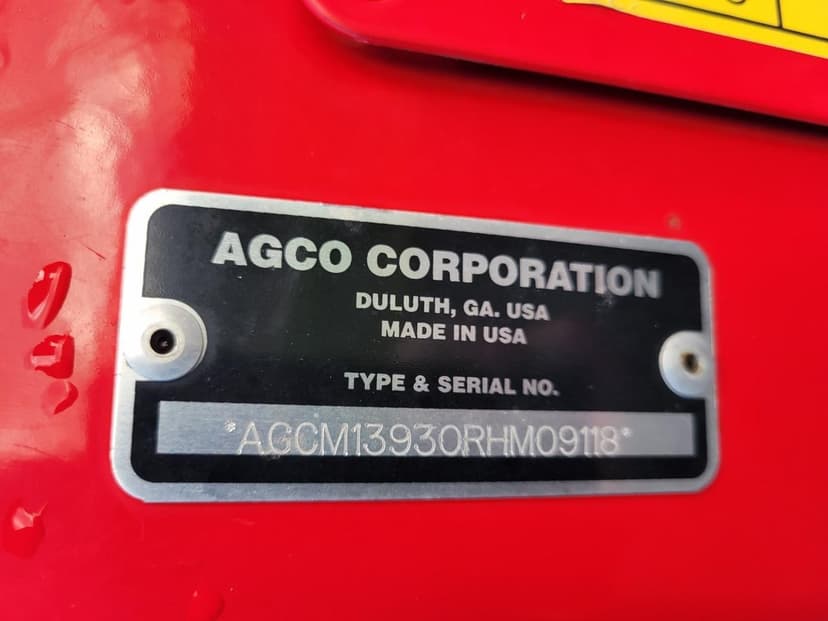 AGCO CORPORATION
DULUTH, GA. USA
MADE IN USA
TYPE & SERIAL NO.
*AGCM13930RHM09118*